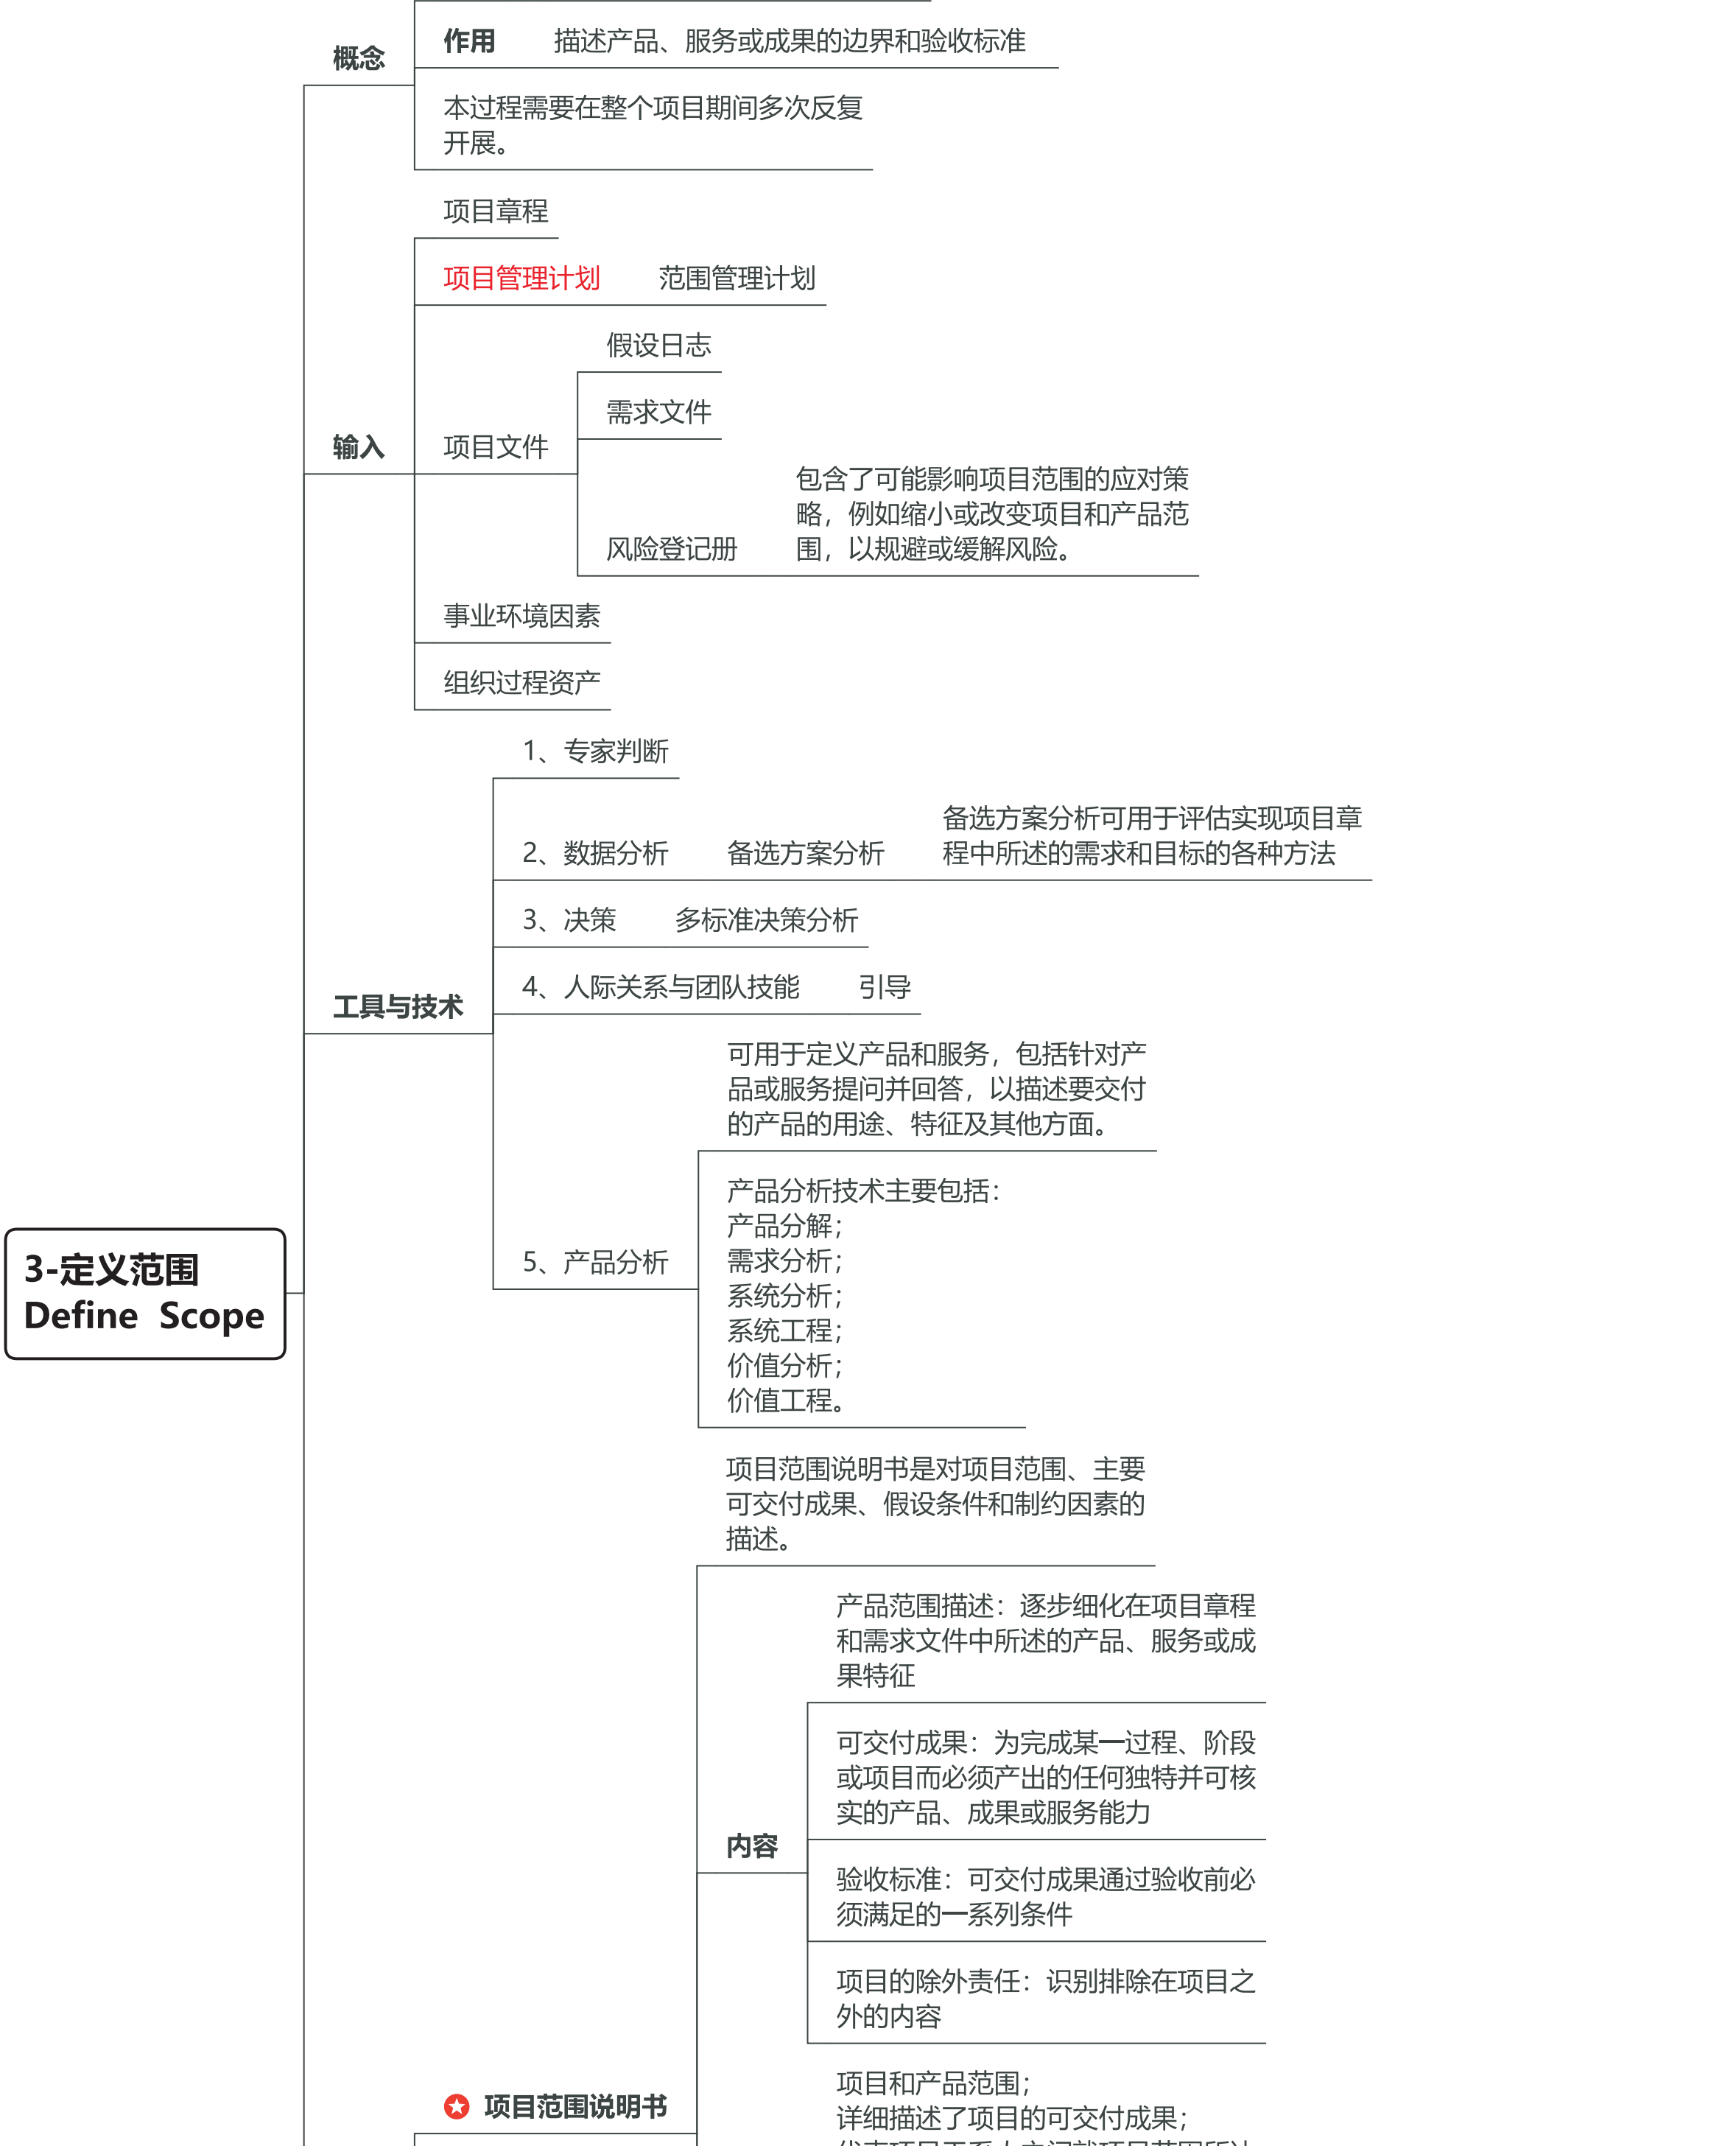 概念
作用 描述产品、服务或成果的边界和验收标准
本过程需要在整个项目期间多次反复
开展。
输入
项目章程
项目管理计划 范围管理计划
项目文件
假设日志
需求文件
风险登记册
包含了可能影响项目范围的应对策
略，例如缩小或改变项目和产品范
围，以规避或缓解风险。
事业环境因素
组织过程资产
工具与技术
1、专家判断
2、数据分析 备选方案分析
备选方案分析可用于评估实现项目章
程中所述的需求和目标的各种方法
3、决策 多标准决策分析
4、人际关系与团队技能 引导
5、产品分析
可用于定义产品和服务，包括针对产
品或服务提问并回答，以描述要交付
的产品的用途、特征及其他方面。
产品分析技术主要包括：
产品分解；
需求分析；
系统分析；
系统工程；
价值分析；
价值工程。
3-定义范围
Define Scope
项目范围说明书
项目范围说明书是对项目范围、主要
可交付成果、假设条件和制约因素的
描述。
内容
产品范围描述：逐步细化在项目章程
和需求文件中所述的产品、服务或成
果特征
可交付成果：为完成某一过程、阶段
或项目而必须产出的任何独特并可核
实的产品、成果或服务能力
验收标准：可交付成果通过验收前必
须满足的一系列条件
项目的除外责任：识别排除在项目之
外的内容
项目和产品范围；
详细描述了项目的可交付成果；